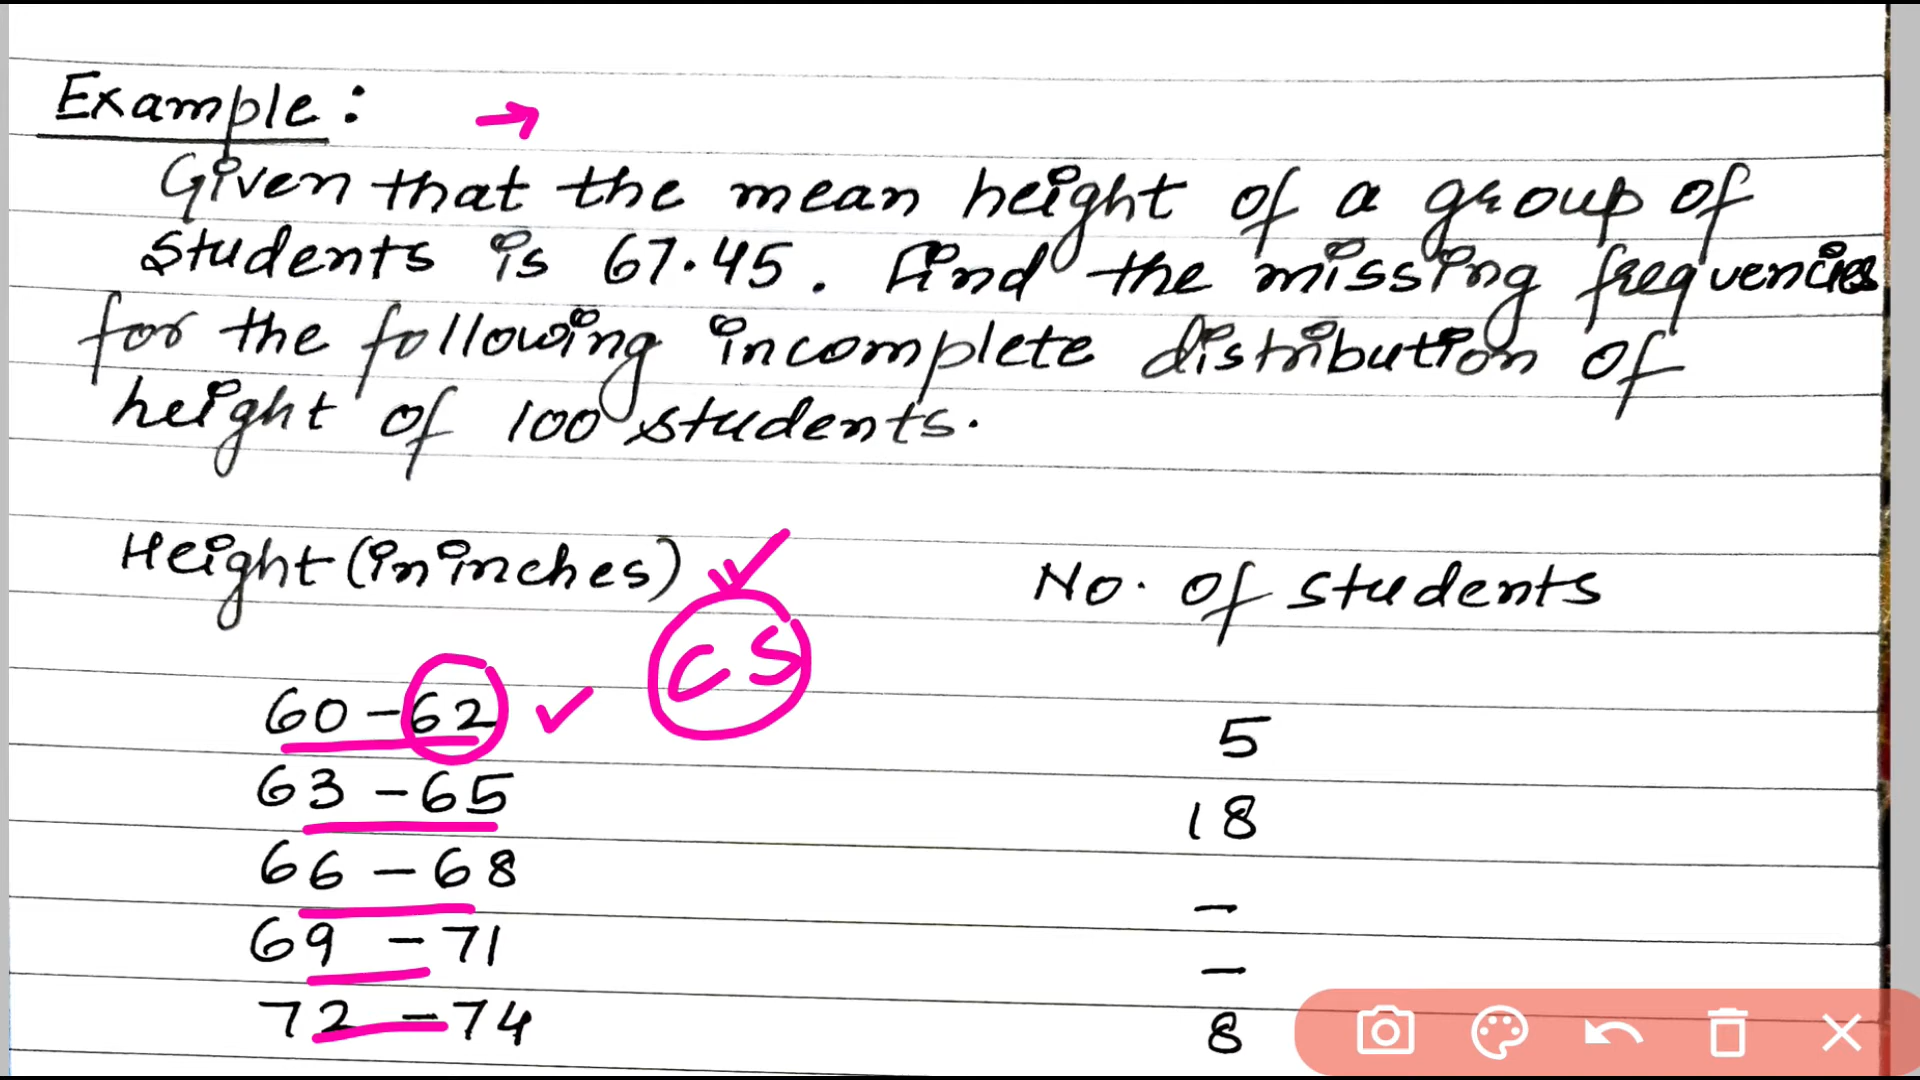 Example:
Given that the mean height of a group of
students is 67.45. Find the missing frequencies
for the following incomplete distribution of
height of 100 students.
Height (in inches) No. of students
CS
60 - 62 5
63 - 65 18
66 - 68 -
69 - 71 -
72 - 74 8